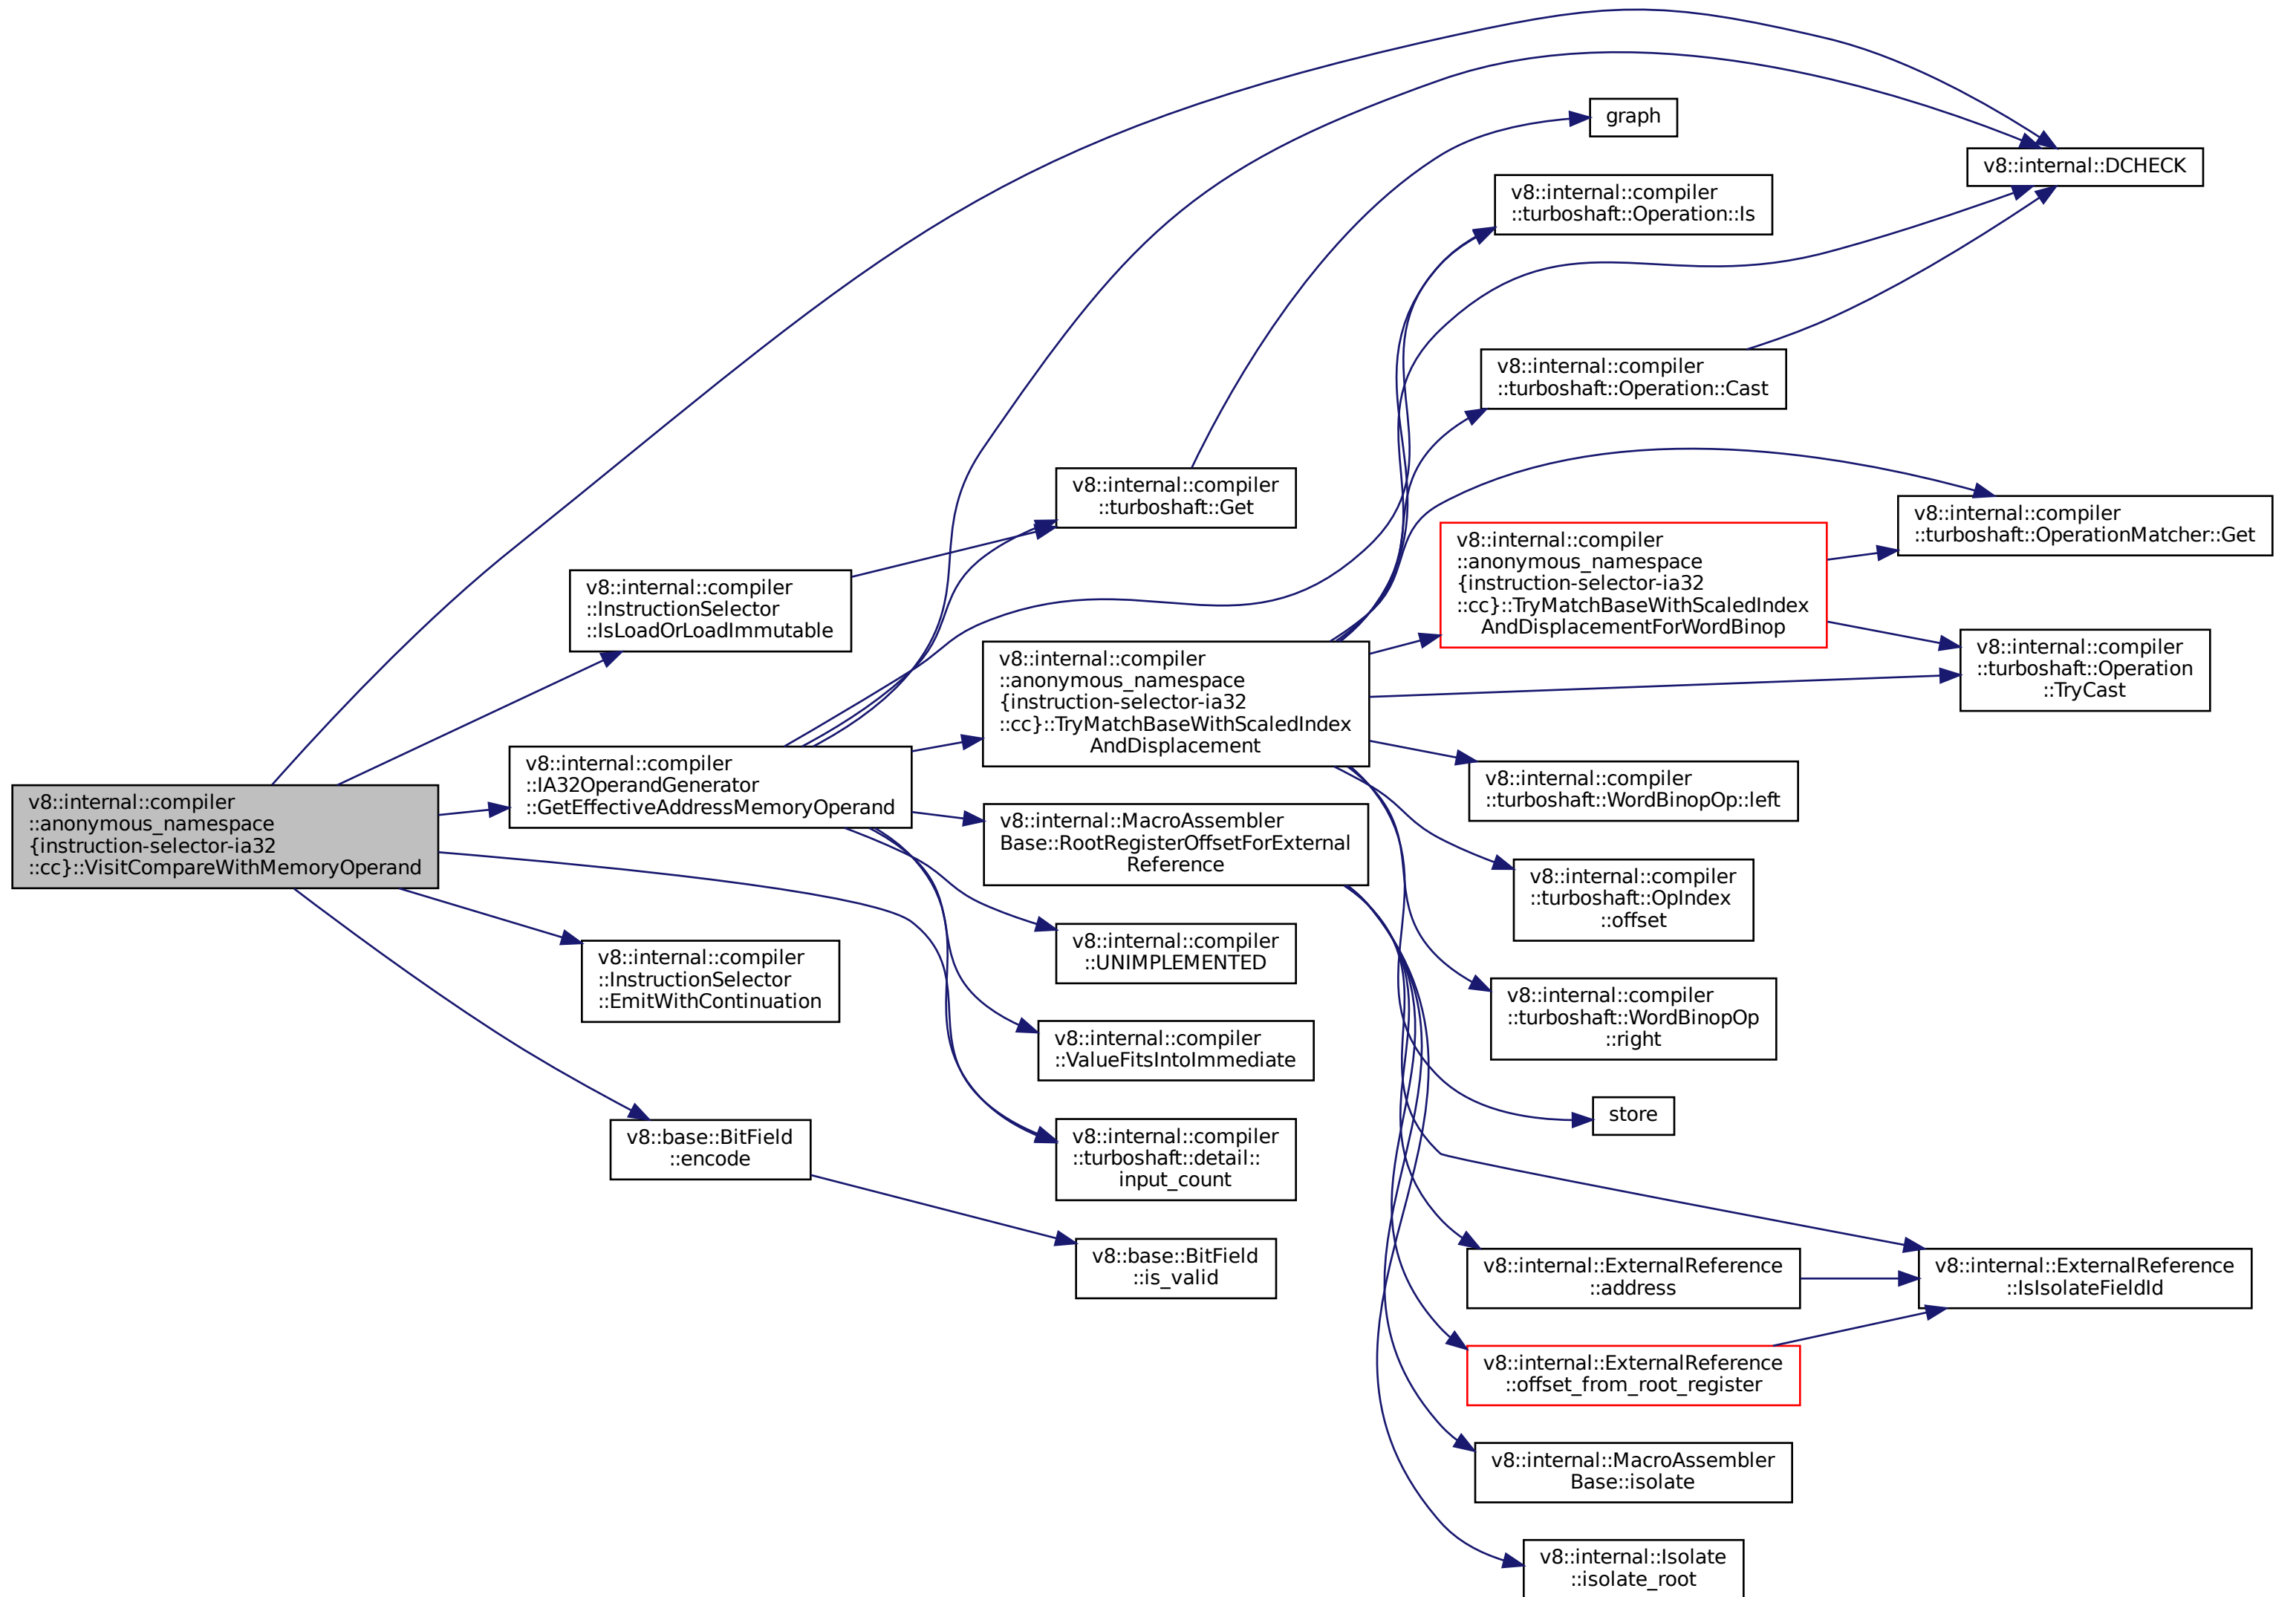 v8::internal::compiler
::anonymous_namespace
{instruction-selector-ia32
::cc}::VisitCompareWithMemoryOperand
v8::internal::compiler
::InstructionSelector
::IsLoadOrLoadImmutable
v8::internal::compiler
::IA32OperandGenerator
::GetEffectiveAddressMemoryOperand
v8::internal::compiler
::InstructionSelector
::EmitWithContinuation
v8::base::BitField
::encode
v8::internal::compiler
::turboshaft::Get
v8::internal::compiler
::anonymous_namespace
{instruction-selector-ia32
::cc}::TryMatchBaseWithScaledIndex
AndDisplacement
v8::internal::MacroAssembler
Base::RootRegisterOffsetForExternal
Reference
v8::internal::compiler
::UNIMPLEMENTED
v8::internal::compiler
::ValueFitsIntoImmediate
v8::internal::compiler
::turboshaft::detail::
input_count
v8::base::BitField
::is_valid
graph
v8::internal::compiler
::turboshaft::Operation::Is
v8::internal::compiler
::turboshaft::Operation::Cast
v8::internal::compiler
::anonymous_namespace
{instruction-selector-ia32
::cc}::TryMatchBaseWithScaledIndex
AndDisplacementForWordBinop
v8::internal::compiler
::turboshaft::WordBinopOp::left
v8::internal::compiler
::turboshaft::OpIndex
::offset
v8::internal::compiler
::turboshaft::WordBinopOp
::right
store
v8::internal::ExternalReference
::address
v8::internal::ExternalReference
::offset_from_root_register
v8::internal::MacroAssembler
Base::isolate
v8::internal::Isolate
::isolate_root
v8::internal::DCHECK
v8::internal::compiler
::turboshaft::OperationMatcher::Get
v8::internal::compiler
::turboshaft::Operation
::TryCast
v8::internal::ExternalReference
::IsIsolateFieldId